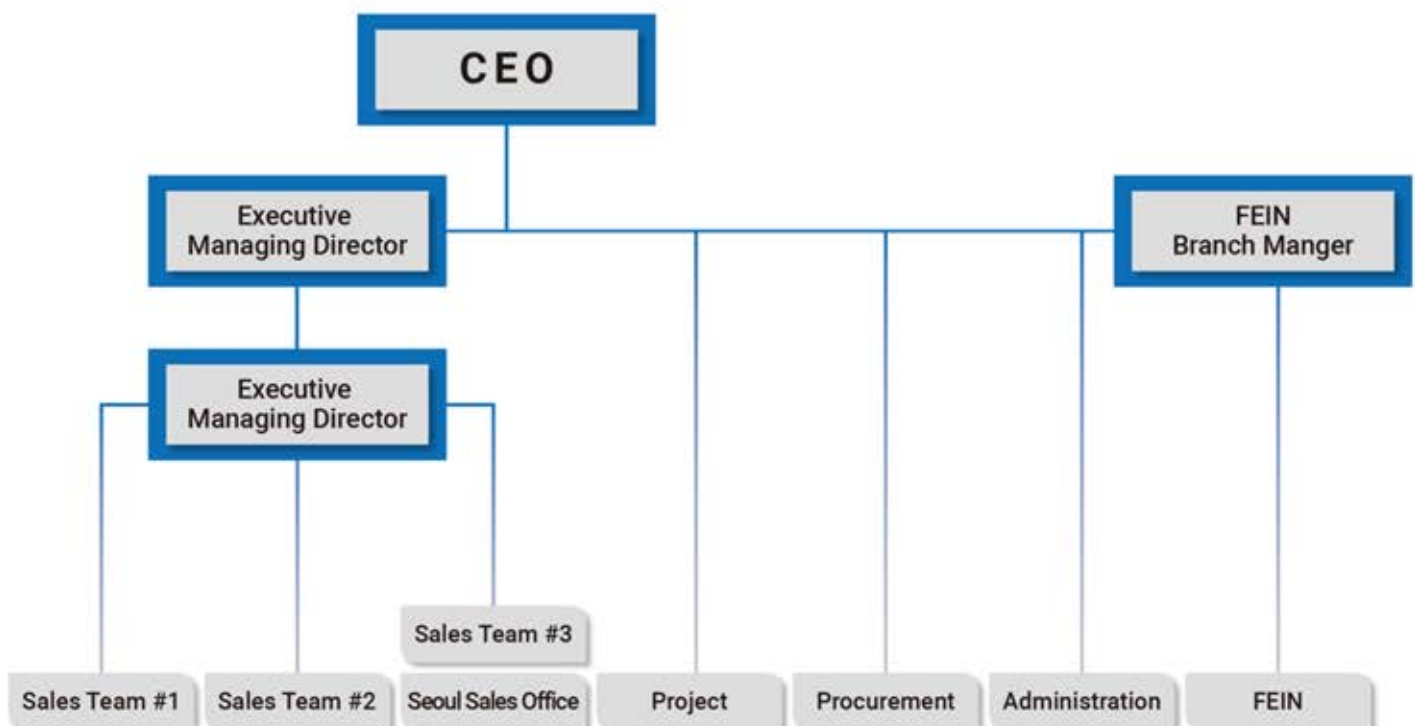 CEO
Executive
Managing Director
FEIN
Branch Manger
Executive
Managing Director
Sales Team #3
Sales Team #1
Sales Team #2
Seoul Sales Office
Project
Procurement
Administration
FEIN